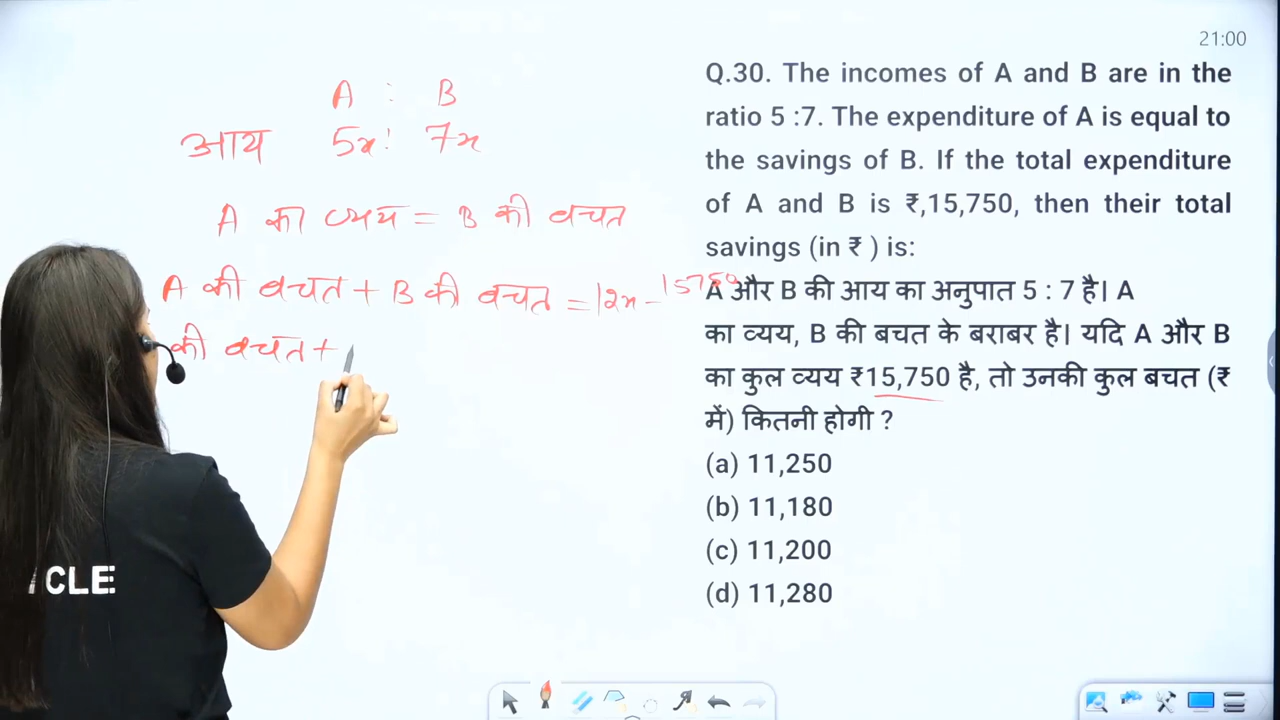 21:00
A : B
आय 5x : 7x
A का व्यय = B की बचत
A की बचत + B की बचत = 12x - 15750
की बचत +
Q.30. The incomes of A and B are in the
ratio 5 :7. The expenditure of A is equal to
the savings of B. If the total expenditure
of A and B is ₹,15,750, then their total
savings (in ₹ ) is:
A और B की आय का अनुपात 5 : 7 है। A
का व्यय, B की बचत के बराबर है। यदि A और B
का कुल व्यय ₹15,750 है, तो उनकी कुल बचत (₹
में) कितनी होगी ?
(a) 11,250
(b) 11,180
(c) 11,200
(d) 11,280
CLE